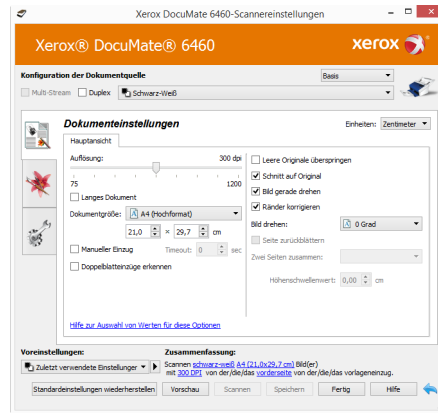 Xerox DocuMate 6460-Scannereinstellungen
Xerox® DocuMate® 6460
xerox
Konfiguration der Dokumentquelle
Basis
Multi-Stream
Duplex
Schwarz-Weiß
Dokumenteinstellungen
Einheiten: Zentimeter
Hauptansicht
Auflösung: 300 dpi
75 1200
Langes Dokument
Dokumentgröße: A4 (Hochformat)
21,0 × 29,7 cm
Manueller Einzug Timeout: 0 sec
Doppelblatteinzüge erkennen
Leere Originale überspringen
Schnitt auf Original
Bild gerade drehen
Ränder korrigieren
Bild drehen: 0 Grad
Seite zurückblättern
Zwei Seiten zusammen:
Höhenschwellenwert: 0,00 cm
Hilfe zur Auswahl von Werten für diese Optionen
Voreinstellungen:
Zuletzt verwendete Einstellungen
Zusammenfassung:
Scannen schwarz-weiß A4 (21,0x29,7 cm) Bild(er)
mit 300 DPI von der/die/das vorderseite von der/die/das vorlageneinzug.
Standardeinstellungen wiederherstellen Vorschau Scannen Speichern Fertig Hilfe